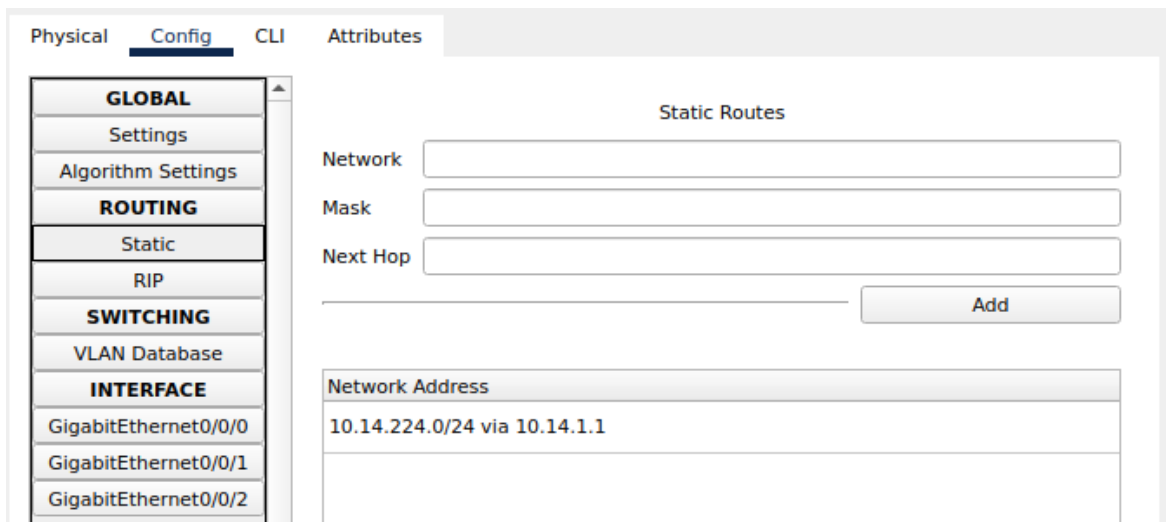 Physical Config CLI Attributes
GLOBAL
Settings
Algorithm Settings
ROUTING
Static
RIP
SWITCHING
VLAN Database
INTERFACE
GigabitEthernet0/0/0
GigabitEthernet0/0/1
GigabitEthernet0/0/2
Static Routes
Network
Mask
Next Hop
Add
Network Address
10.14.224.0/24 via 10.14.1.1